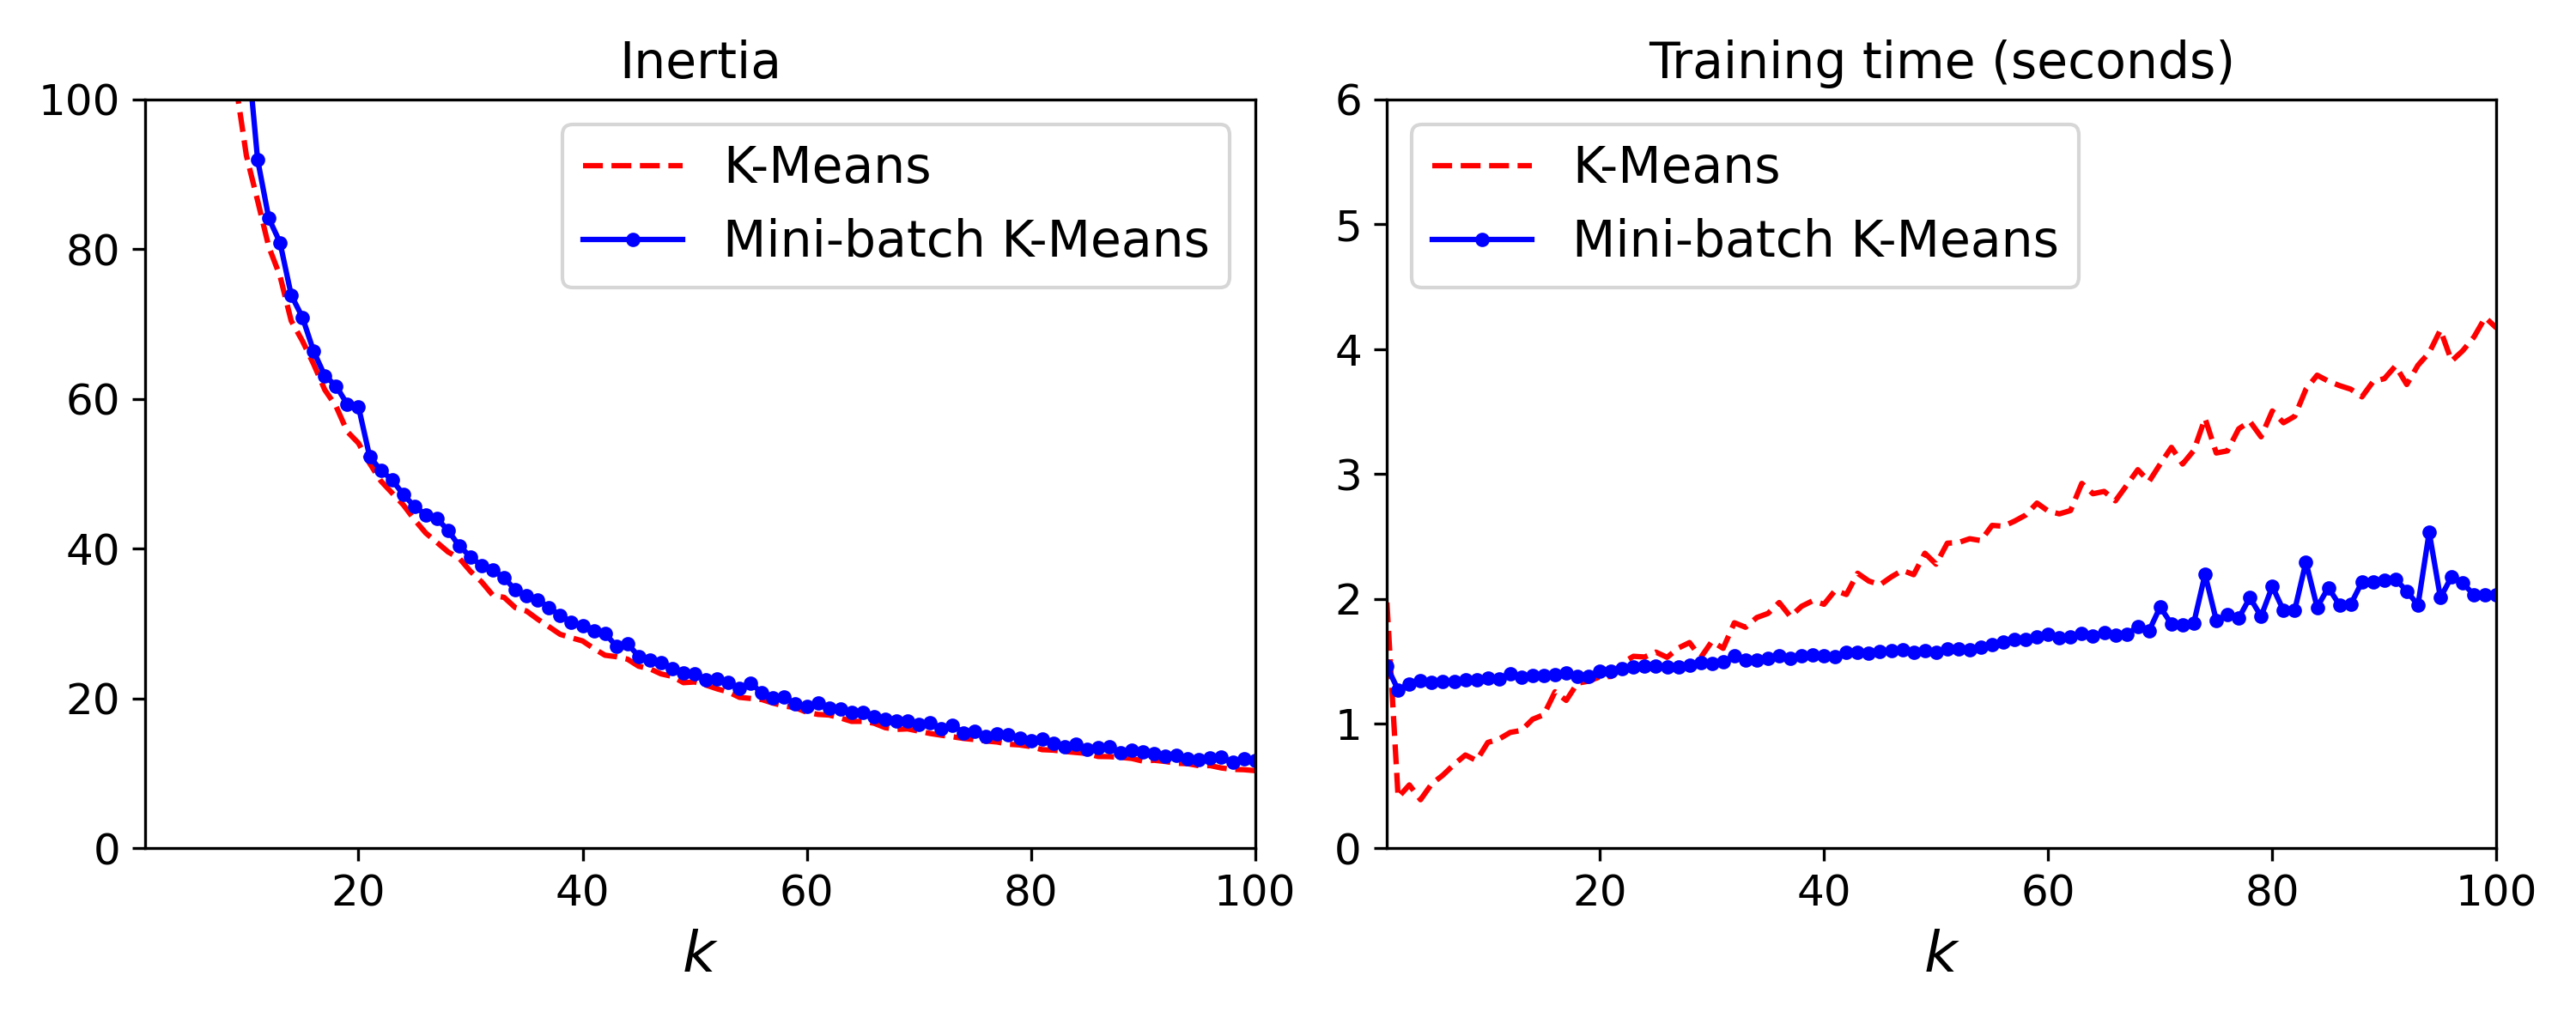 Inertia
100
80
60
40
20
0
K-Means
Mini-batch K-Means
20 40 60 80 100
k
Training time (seconds)
6
5
4
3
2
1
0
K-Means
Mini-batch K-Means
20 40 60 80 100
k